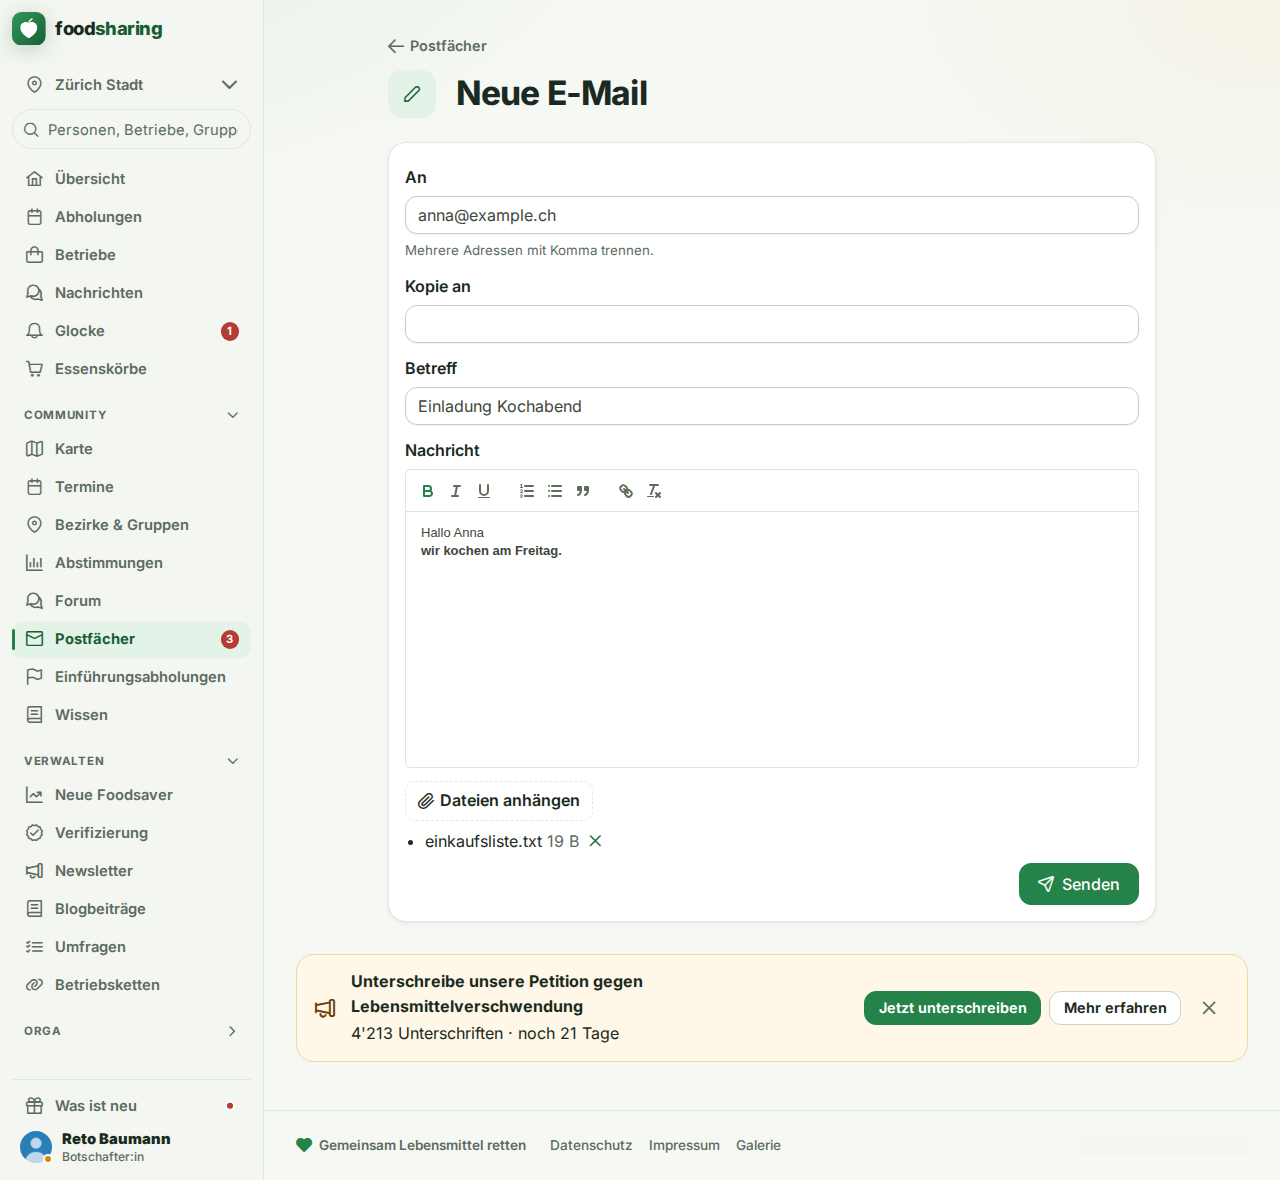 foodsharing
Zürich Stadt
Personen, Betriebe, Grupp
Übersicht
Abholungen
Betriebe
Nachrichten
Glocke 1
Essenskörbe
COMMUNITY
Karte
Termine
Bezirke & Gruppen
Abstimmungen
Forum
Postfächer 3
Einführungsabholungen
Wissen
VERWALTEN
Neue Foodsaver
Verifizierung
Newsletter
Blogbeiträge
Umfragen
Betriebsketten
ORGA
Was ist neu
Reto Baumann
Botschafter:in
Postfächer
Neue E-Mail
An
anna@example.ch
Mehrere Adressen mit Komma trennen.
Kopie an
Betreff
Einladung Kochabend
Nachricht
Hallo Anna
wir kochen am Freitag.
Dateien anhängen
einkaufsliste.txt 19 B
Senden
Unterschreibe unsere Petition gegen
Lebensmittelverschwendung
4'213 Unterschriften · noch 21 Tage
Jetzt unterschreiben
Mehr erfahren
Gemeinsam Lebensmittel retten
Datenschutz
Impressum
Galerie